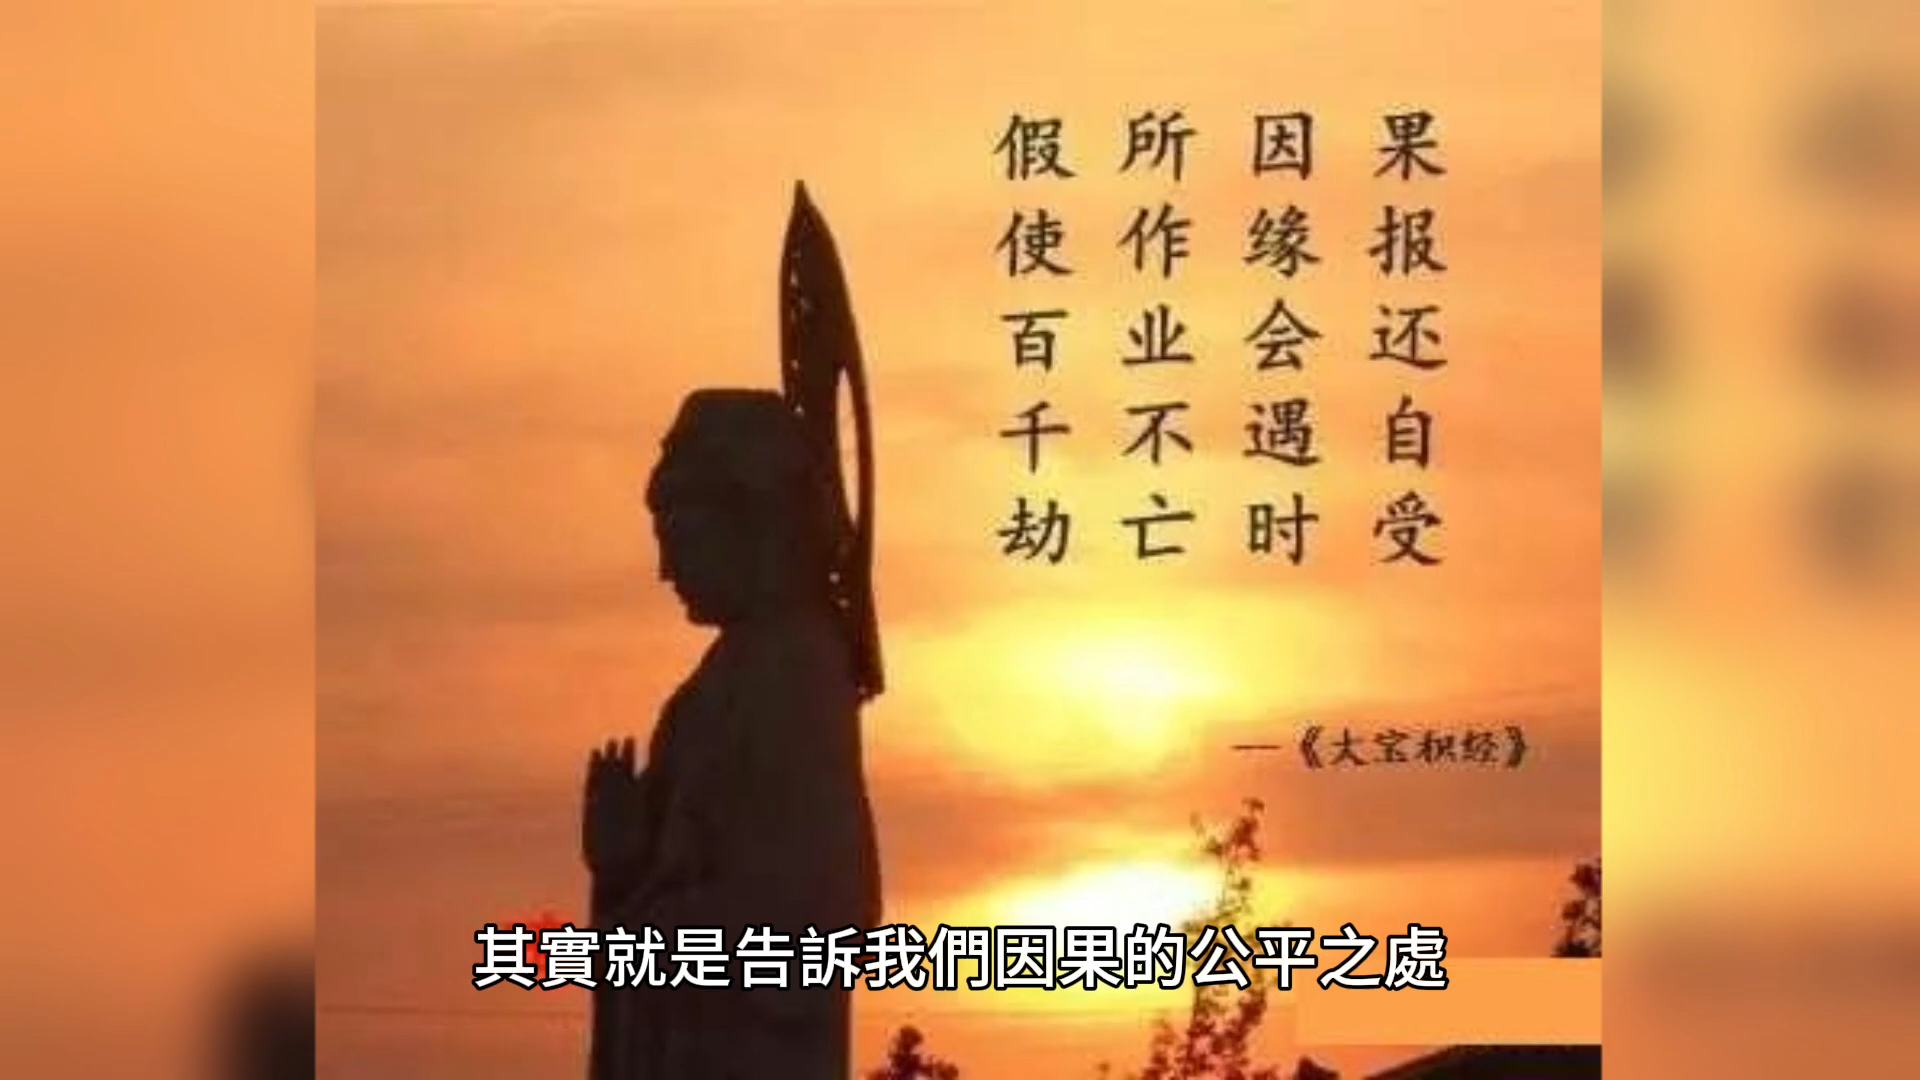 假使百千劫
所作业不亡
因缘会遇时
果报还自受
—《大宝积经》
其實就是告訴我們因果的公平之處